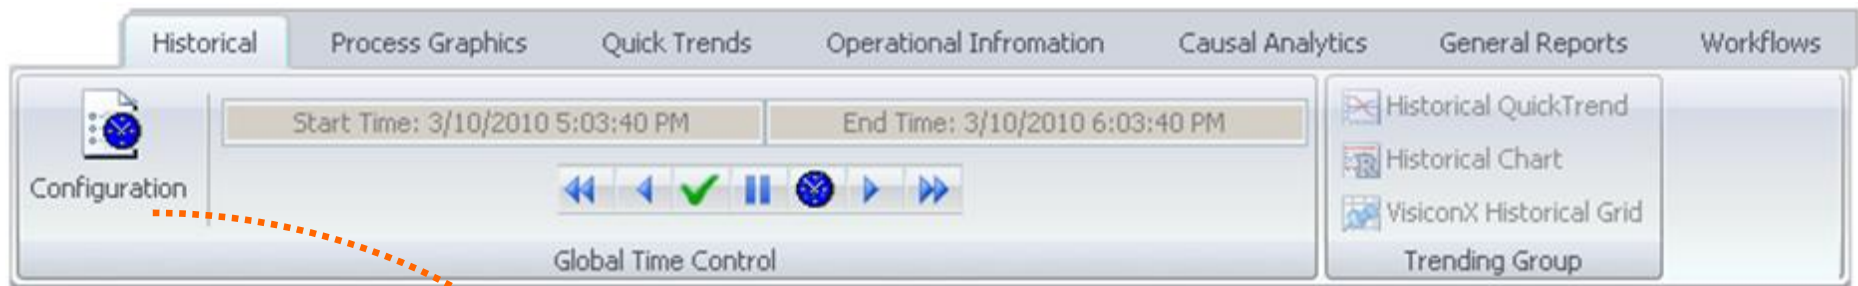 Historical Process Graphics Quick Trends Operational Infromation Causal Analytics General Reports Workflows
Start Time: 3/10/2010 5:03:40 PM End Time: 3/10/2010 6:03:40 PM
Configuration
Global Time Control
Historical QuickTrend
Historical Chart
VisiconX Historical Grid
Trending Group